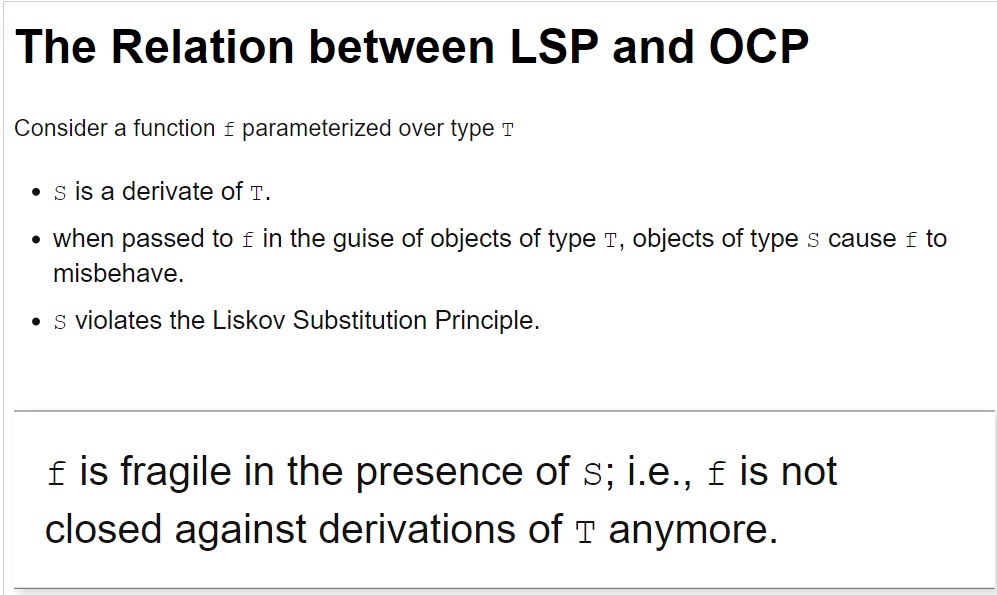 The Relation between LSP and OCP
Consider a function f parameterized over type T
• S is a derivate of T.
• when passed to f in the guise of objects of type T, objects of type S cause f to
misbehave.
• S violates the Liskov Substitution Principle.
f is fragile in the presence of S; i.e., f is not
closed against derivations of T anymore.